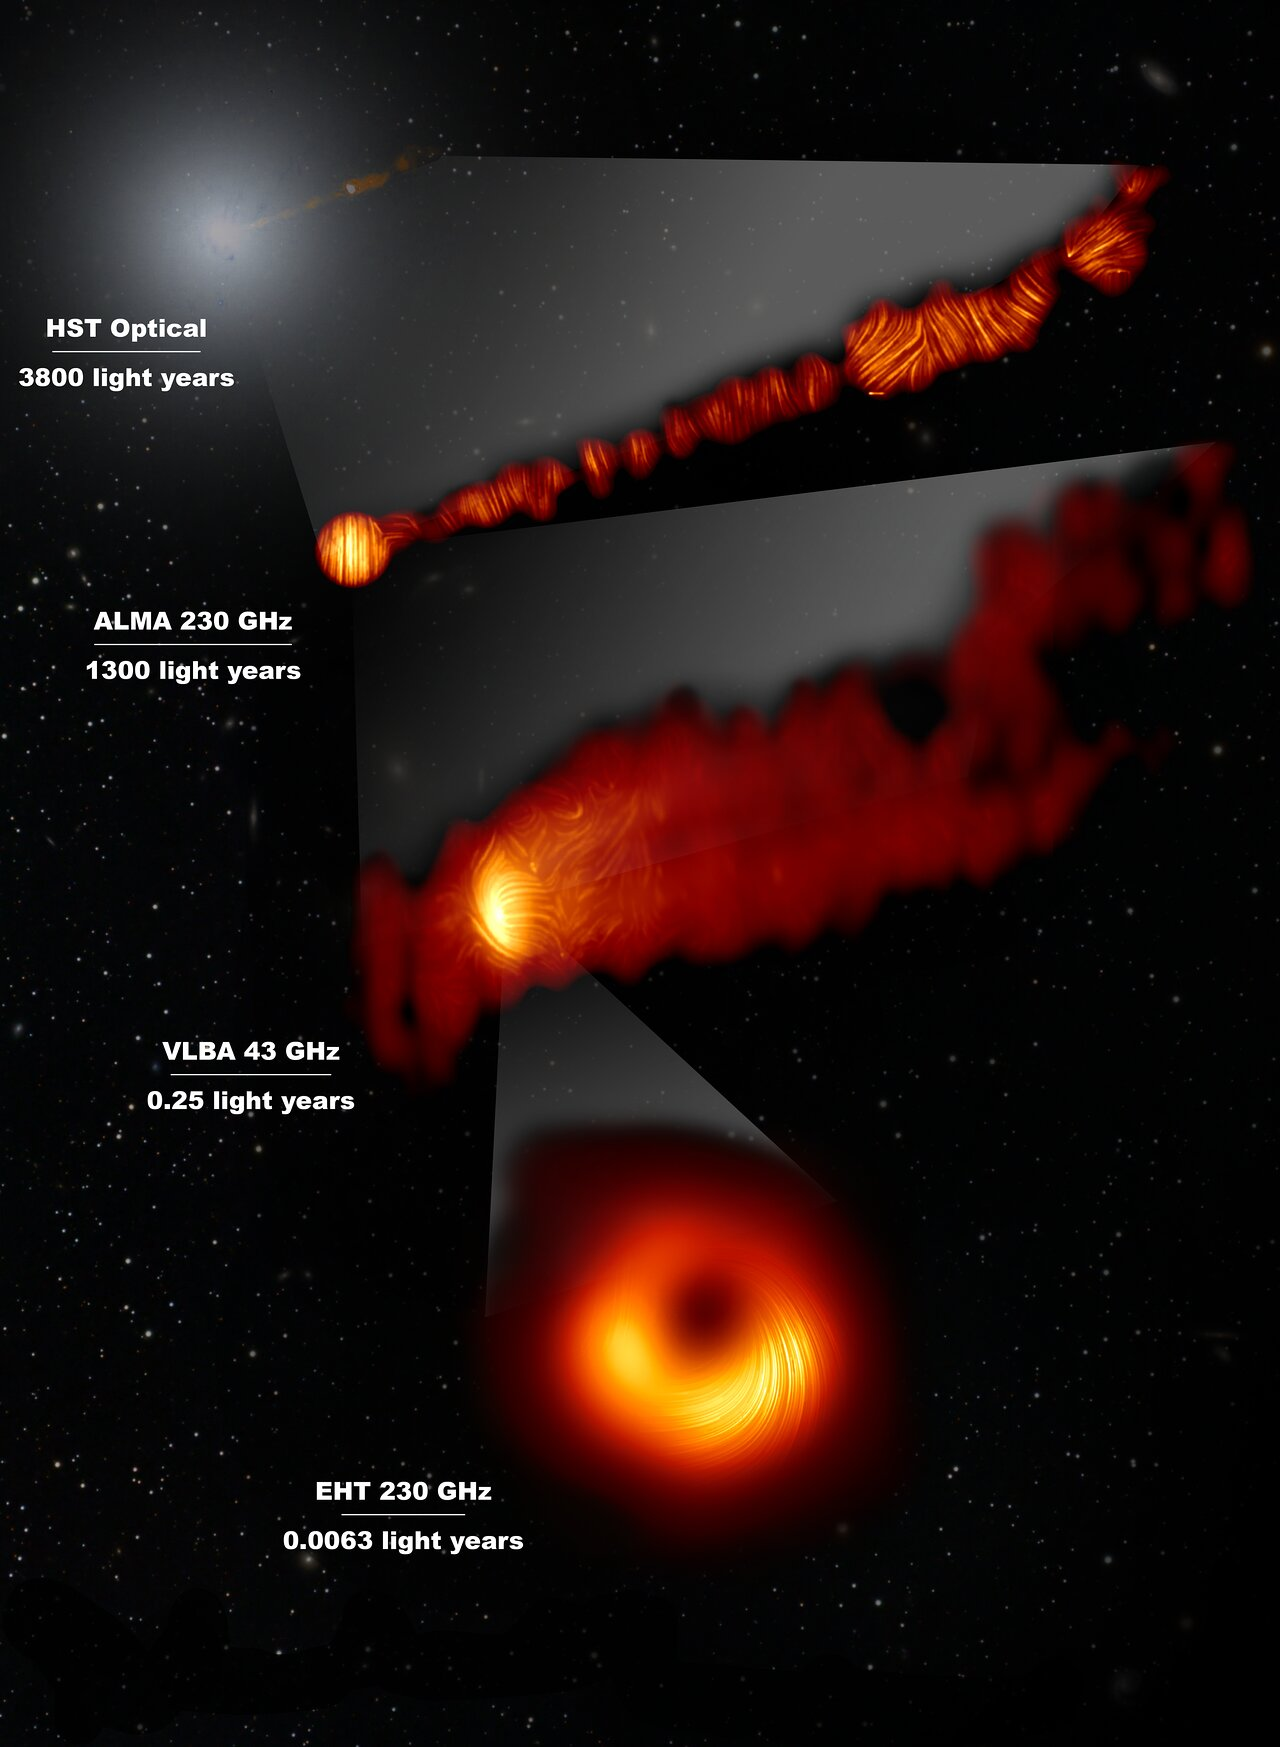 HST Optical
3800 light years
ALMA 230 GHz
1300 light years
VLBA 43 GHz
0.25 light years
EHT 230 GHz
0.0063 light years